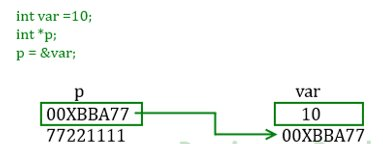 int var =10;
int *p;
p = &var;
p var
00XBBA77 10
77221111 00XBBA77